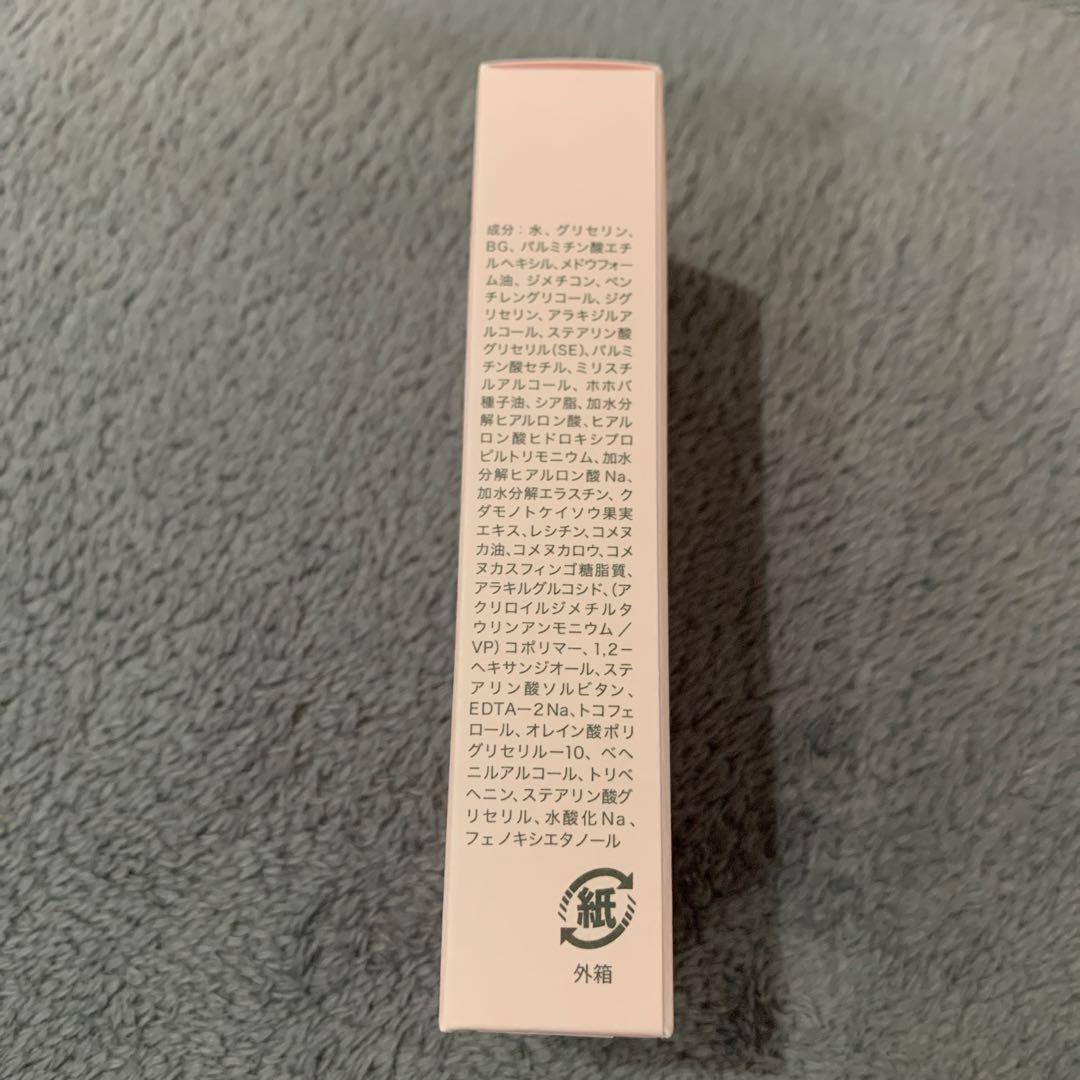 成分：水、グリセリン、
BG、パルミチン酸エチ
ルヘキシル、メドウフォー
ム油、ジメチコン、ペン
チレングリコール、ジグ
リセリン、アラキジルア
ルコール、ステアリン酸
グリセリル(SE)、パルミ
チン酸セチル、ミリスチ
ルアルコール、ホホバ
種子油、シア脂、加水分
解ヒアルロン酸、ヒアル
ロン酸ヒドロキシプロ
ピルトリモニウム、加水
分解ヒアルロン酸Na、
加水分解エラスチン、ク
ダモノトケイソウ果実
エキス、レシチン、コメヌ
カ油、コメヌカロウ、コメ
ヌカスフィンゴ糖脂質、
アラキルグルコシド、(ア
クリロイルジメチルタ
ウリンアンモニウム／
VP)コポリマー、1,2－
ヘキサンジオール、ステ
アリン酸ソルビタン、
EDTAー2Na、トコフェ
ロール、オレイン酸ポリ
グリセリルー10、ベヘ
ニルアルコール、トリベ
ヘニン、ステアリン酸グ
リセリル、水酸化Na、
フェノキシエタノール
紙
外箱